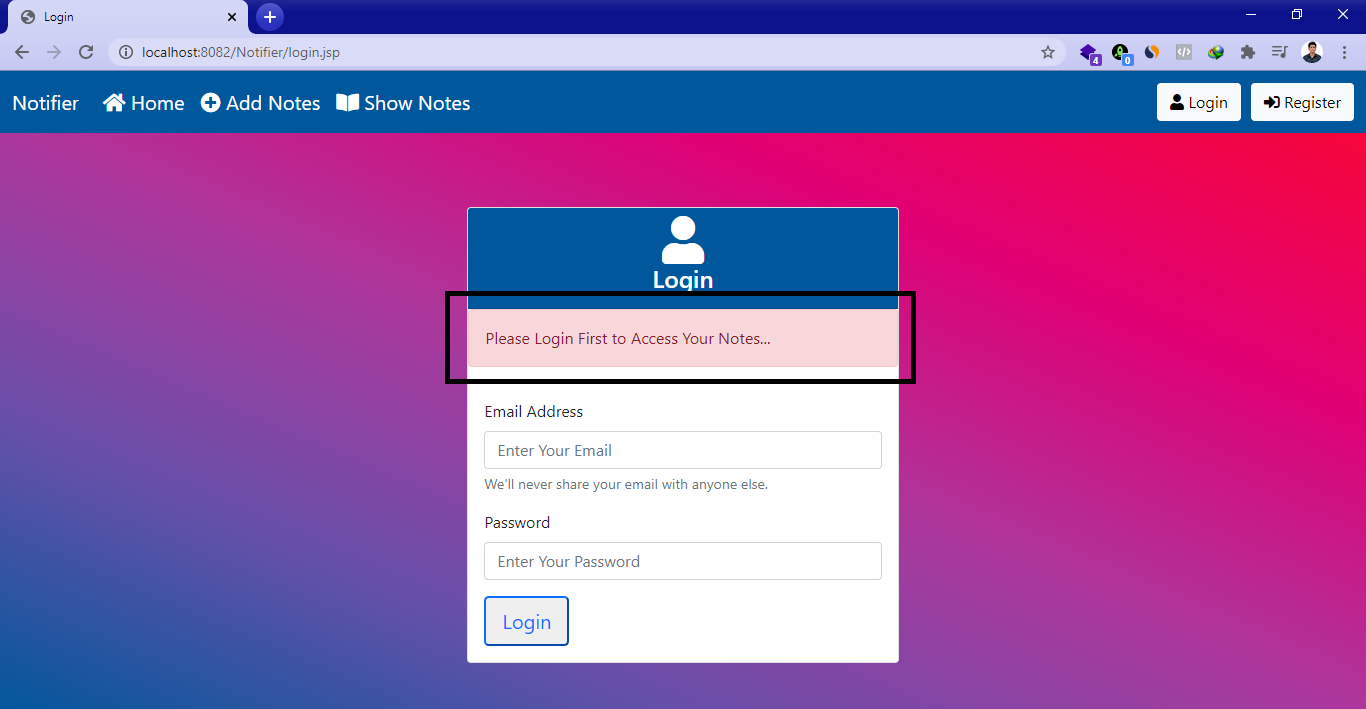 Login
localhost:8082/Notifier/login.jsp
4
0
Notifier Home Add Notes Show Notes Login Register
Login
Please Login First to Access Your Notes...
Email Address
Enter Your Email
We'll never share your email with anyone else.
Password
Enter Your Password
Login